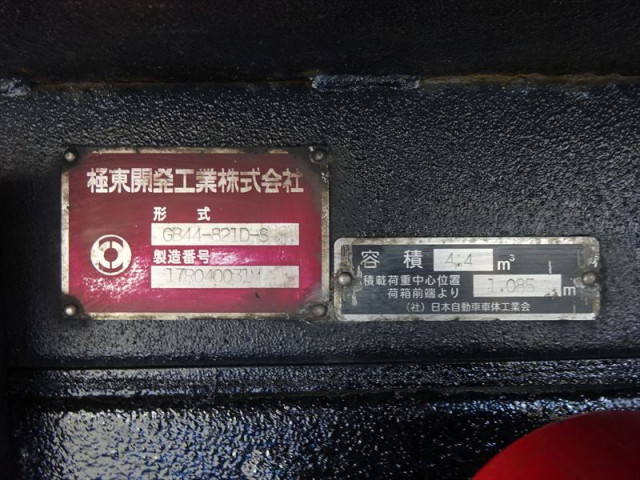 極東開発工業株式会社
形式
GB44-821D-S
製造番号
容積 4.4 m³
積載荷重中心位置
荷箱前端より 1.085 m
(社)日本自動車車体工業会